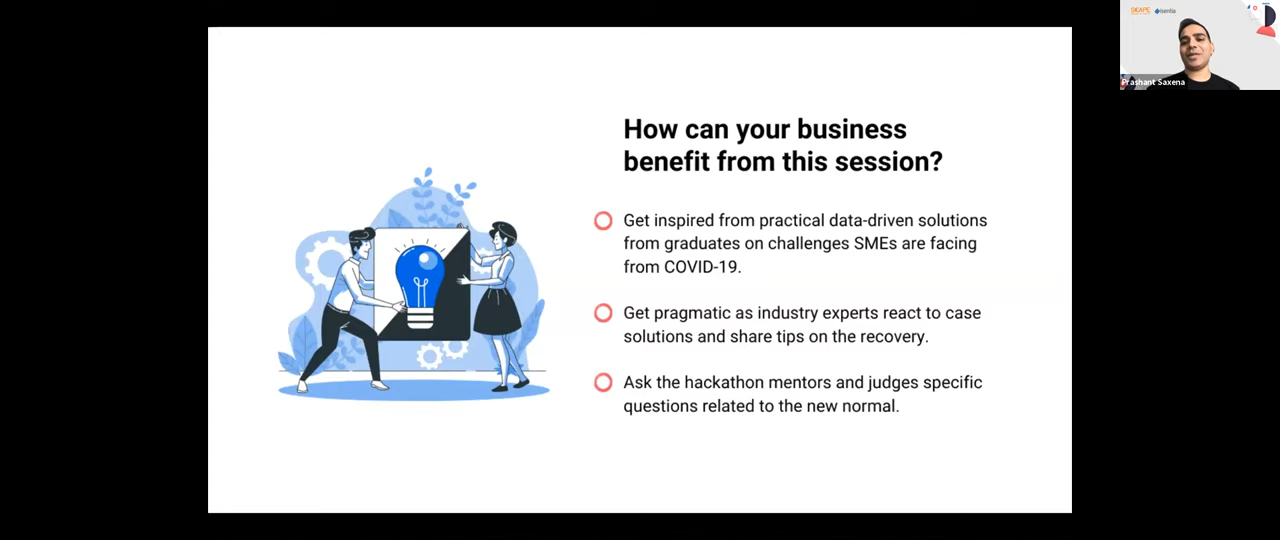 How can your business
benefit from this session?
Get inspired from practical data-driven solutions
from graduates on challenges SMEs are facing
from COVID-19.
Get pragmatic as industry experts react to case
solutions and share tips on the recovery.
Ask the hackathon mentors and judges specific
questions related to the new normal.
isentia
Prashant Saxena